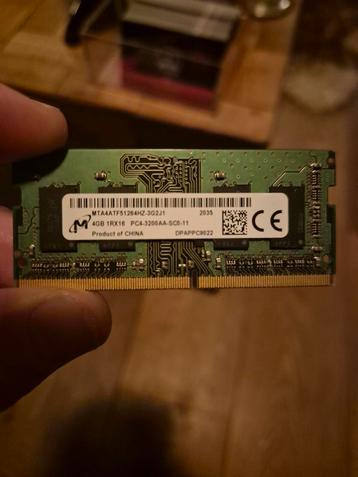 MTA4ATF51264HZ-3G2J1 2035
4GB 1RX16 PC4-3200AA-SC0-11
Product of CHINA DPAPPC9022
CE